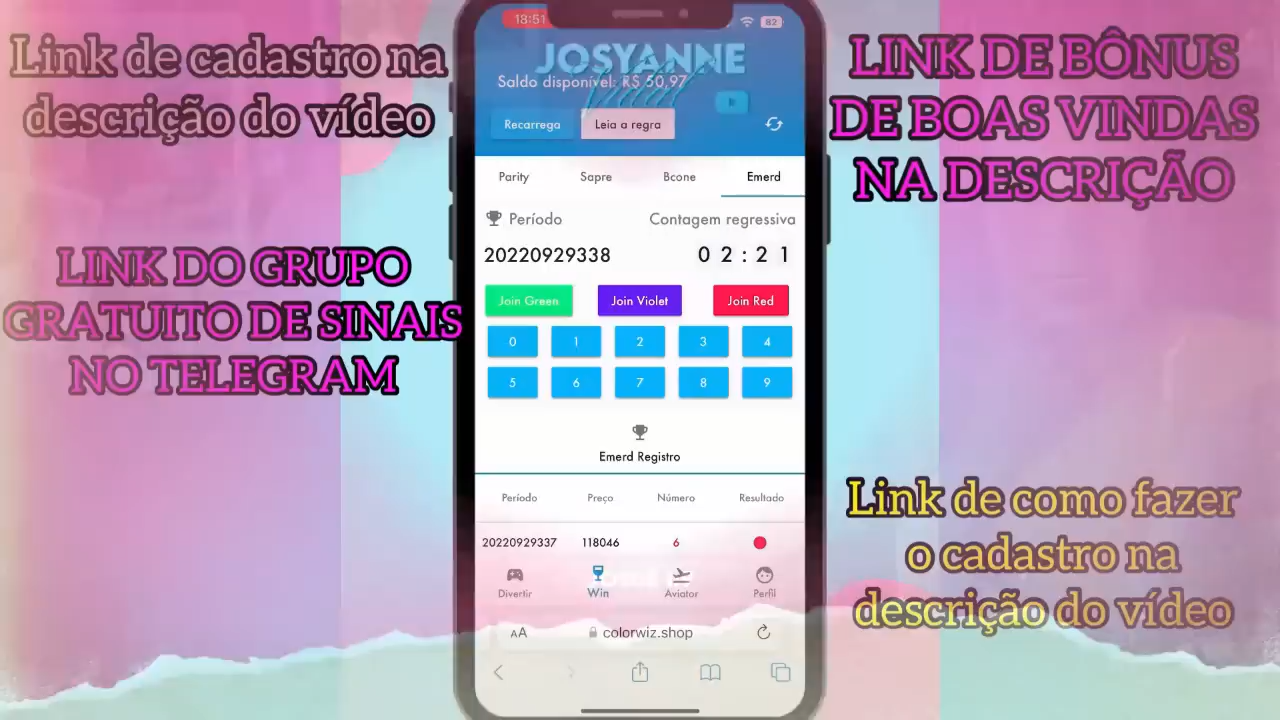 Link de cadastro na
descrição do vídeo
LINK DO GRUPO
GRATUITO DE SINAIS
NO TELEGRAM
18:51
82
JOSYANNE
Saldo disponível: R$ 50,97
Recarrega
Leia a regra
Parity
Sapre
Bcone
Emerd
Período
Contagem regressiva
20220929338
02:21
Join Green
Join Violet
Join Red
0
1
2
3
4
5
6
7
8
9
Emerd Registro
Período
Preço
Número
Resultado
20220929337
118046
6
Divertir
Win
Aviator
Perfil
AA
colorwiz.shop
LINK DE BÔNUS
DE BOAS VINDAS
NA DESCRIÇÃO
Link de como fazer
o cadastro na
descrição do vídeo